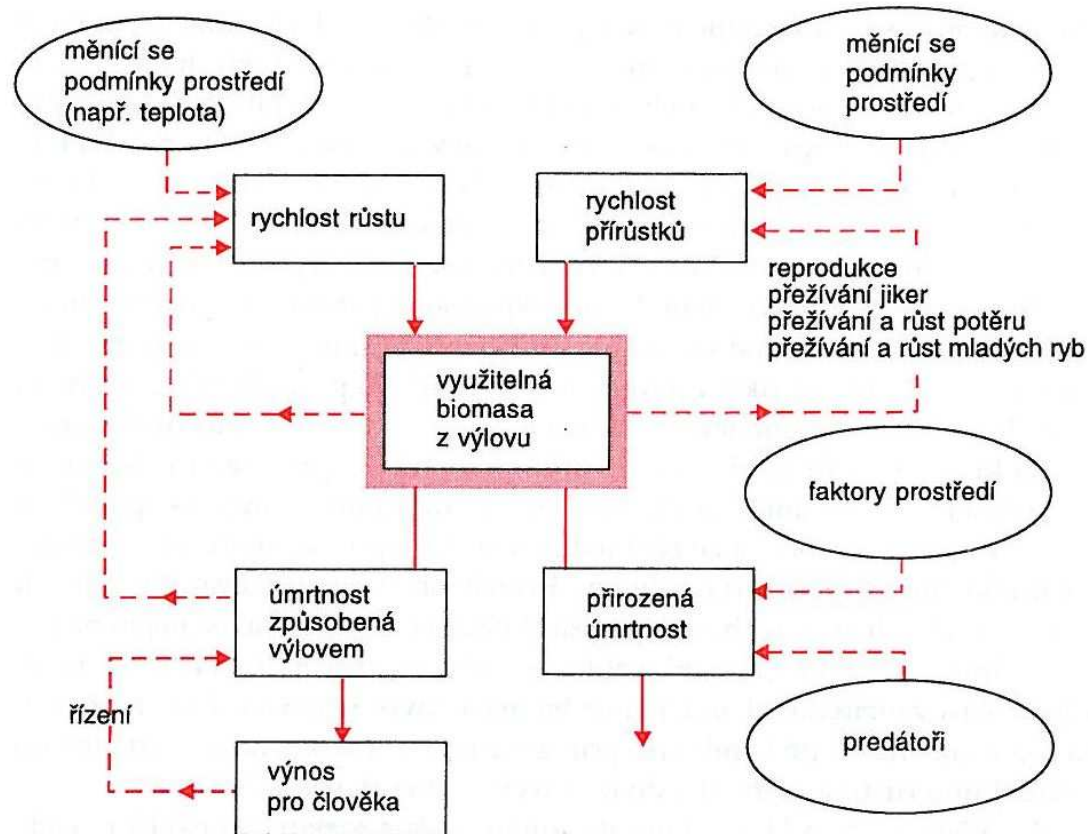 měnící se
podmínky prostředí
(např. teplota)
měnící se
podmínky
prostředí
rychlost růstu
rychlost
přírůstků
reprodukce
přežívání jiker
přežívání a růst potěru
přežívání a růst mladých ryb
využitelná
biomasa
z výlovu
faktory prostředí
úmrtnost
způsobená
výlovem
přirozená
úmrtnost
řízení
predátoři
výnos
pro člověka